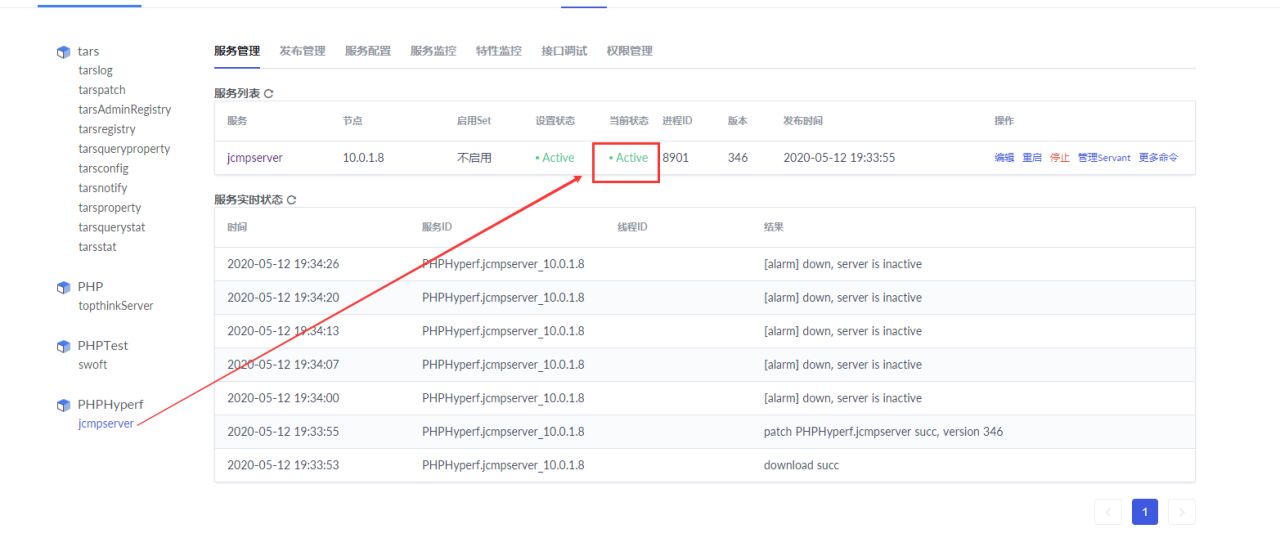 tars
tarslog
tarspatch
tarsAdminRegistry
tarsregistry
tarsqueryproperty
tarsconfig
tarsnotify
tarsproperty
tarsquerystat
tarsstat
PHP
topthinkServer
PHPTest
swoft
PHPHyperf
jcmpserver
服务管理 发布管理 服务配置 服务监控 特性监控 接口调试 权限管理
服务列表
服务 节点 启用Set 设置状态 当前状态 进程ID 版本 发布时间 操作
jcmpserver 10.0.1.8 不启用 Active Active 8901 346 2020-05-12 19:33:55 编辑 重启 停止 管理Servant 更多命令
服务实时状态
时间 服务ID 线程ID 结果
2020-05-12 19:34:26 PHPHyperf.jcmpserver_10.0.1.8 [alarm] down, server is inactive
2020-05-12 19:34:20 PHPHyperf.jcmpserver_10.0.1.8 [alarm] down, server is inactive
2020-05-12 19:34:13 PHPHyperf.jcmpserver_10.0.1.8 [alarm] down, server is inactive
2020-05-12 19:34:07 PHPHyperf.jcmpserver_10.0.1.8 [alarm] down, server is inactive
2020-05-12 19:34:00 PHPHyperf.jcmpserver_10.0.1.8 [alarm] down, server is inactive
2020-05-12 19:33:55 PHPHyperf.jcmpserver_10.0.1.8 patch PHPHyperf.jcmpserver succ, version 346
2020-05-12 19:33:53 PHPHyperf.jcmpserver_10.0.1.8 download succ
1